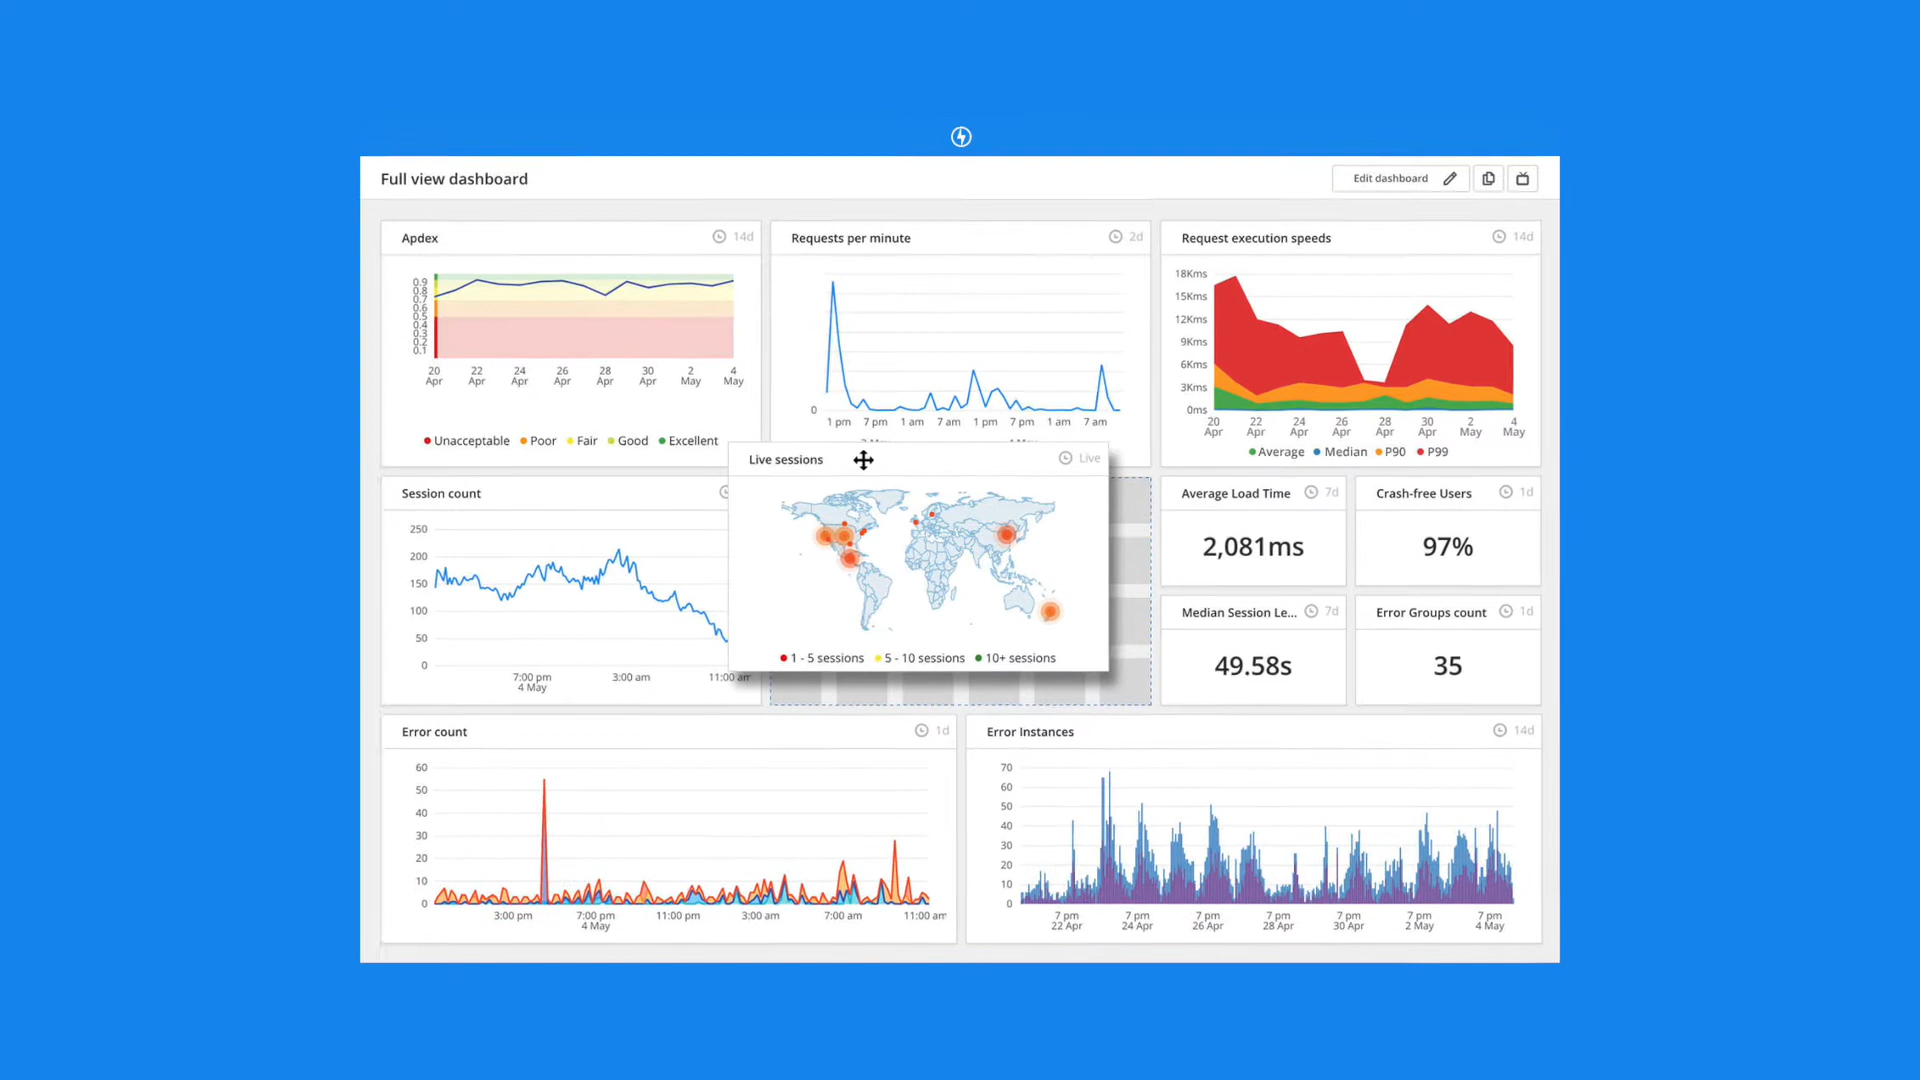 Full view dashboard
Edit dashboard
Apdex 14d
0.9
0.8
0.7
0.6
0.5
0.4
0.3
0.2
0.1
20 Apr 22 Apr 24 Apr 26 Apr 28 Apr 30 Apr 2 May 4 May
Unacceptable Poor Fair Good Excellent
Requests per minute 2d
0
1 pm 7 pm 1 am 7 am 1 pm 7 pm 1 am 7 am
Request execution speeds 14d
18Kms
15Kms
12Kms
9Kms
6Kms
3Kms
0ms
20 Apr 22 Apr 24 Apr 26 Apr 28 Apr 30 Apr 2 May 4 May
Average Median P90 P99
Session count
250
200
150
100
50
0
7:00 pm 3:00 am 11:00 am
4 May
Live sessions Live
1 - 5 sessions 5 - 10 sessions 10+ sessions
Average Load Time 7d
2,081ms
Crash-free Users 1d
97%
Median Session Le... 7d
49.58s
Error Groups count 1d
35
Error count 1d
60
50
40
30
20
10
0
3:00 pm 7:00 pm 11:00 pm 3:00 am 7:00 am 11:00 am
4 May
Error Instances 14d
70
60
50
40
30
20
10
0
7 pm 7 pm 7 pm 7 pm 7 pm 7 pm 7 pm
22 Apr 24 Apr 26 Apr 28 Apr 30 Apr 2 May 4 May